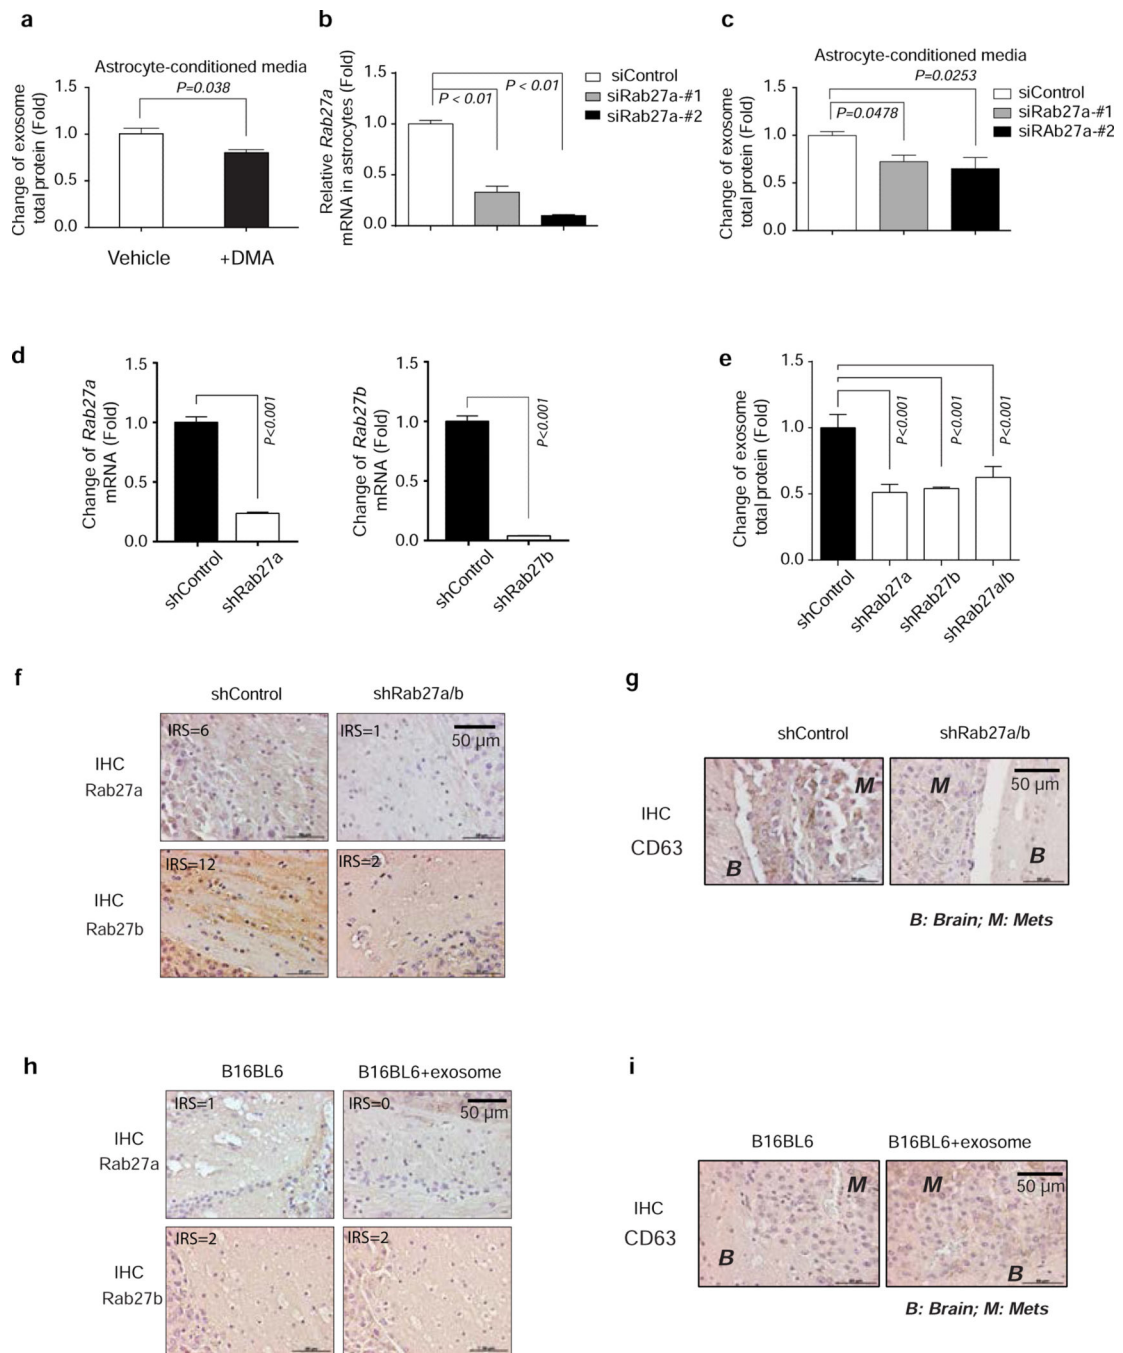 a
Astrocyte-conditioned media
P=0.038
Change of exosome
total protein (Fold)
1.5
1.0
0.5
0.0
Vehicle
+DMA
b
Relative Rab27a
mRNA in astrocytes (Fold)
1.5
1.0
0.5
0.0
P < 0.01
P < 0.01
siControl
siRab27a-#1
siRab27a-#2
c
Astrocyte-conditioned media
P=0.0253
P=0.0478
Change of exosome
total protein (Fold)
1.5
1.0
0.5
0.0
siControl
siRab27a-#1
siRAb27a-#2
d
Change of Rab27a
mRNA (Fold)
1.5
1.0
0.5
0.0
P<0.001
shControl
shRab27a
Change of Rab27b
mRNA (Fold)
1.5
1.0
0.5
0.0
P<0.001
shControl
shRab27b
e
Change of exosome
total protein (Fold)
1.5
1.0
0.5
0.0
P<0.001
P<0.001
P<0.001
shControl
shRab27a
shRab27b
shRab27a/b
f
shControl
shRab27a/b
IHC
Rab27a
IRS=6
IRS=1
50 µm
IHC
Rab27b
IRS=12
IRS=2
g
shControl
shRab27a/b
IHC
CD63
M
B
M
50 µm
B
B: Brain; M: Mets
h
B16BL6
B16BL6+exosome
IHC
Rab27a
IRS=1
IRS=0
50 µm
IHC
Rab27b
IRS=2
IRS=2
i
B16BL6
B16BL6+exosome
IHC
CD63
M
B
M
50 µm
B
B: Brain; M: Mets